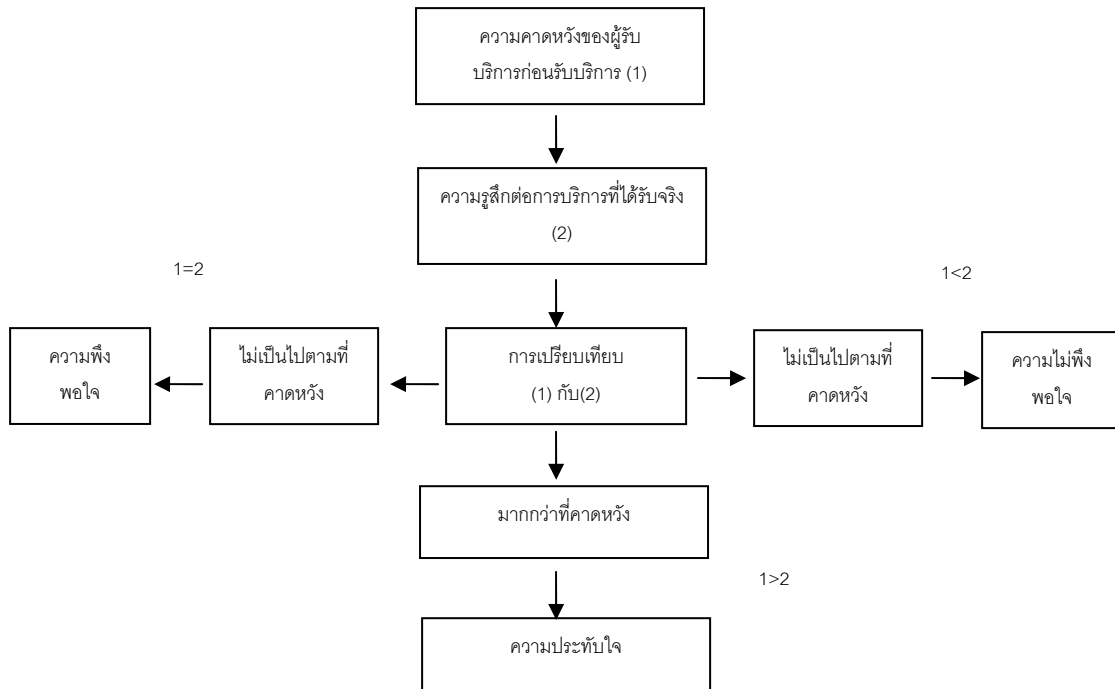 ความคาดหวังของผู้รับ
บริการก่อนรับบริการ (1)
ความรู้สึกต่อการบริการที่ได้รับจริง
(2)
1=2
1<2
ความพึง
พอใจ
ไม่เป็นไปตามที่
คาดหวัง
การเปรียบเทียบ
(1) กับ(2)
ไม่เป็นไปตามที่
คาดหวัง
ความไม่พึง
พอใจ
มากกว่าที่คาดหวัง
1>2
ความประทับใจ